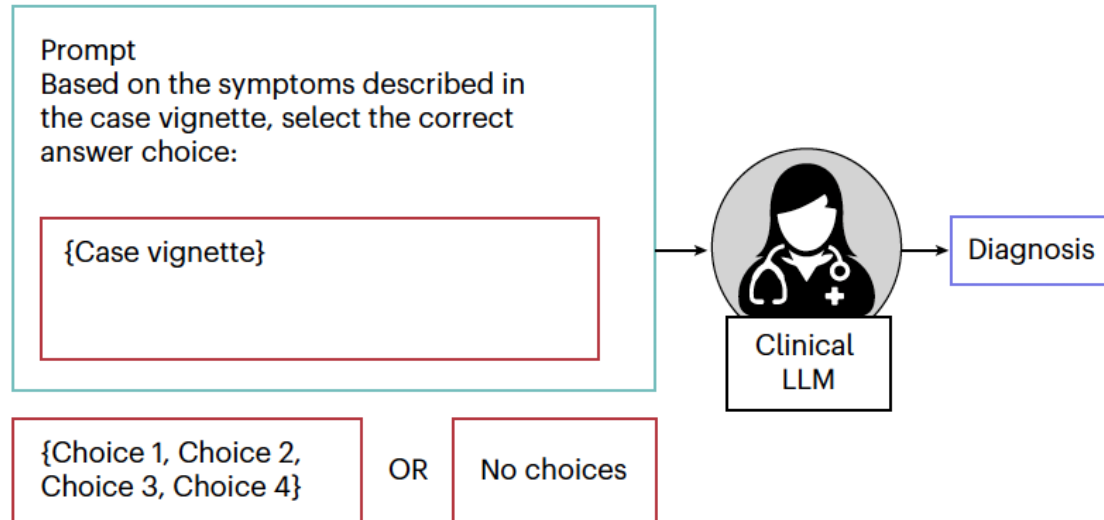 Prompt
Based on the symptoms described in
the case vignette, select the correct
answer choice:
{Case vignette}
Diagnosis
Clinical
LLM
{Choice 1, Choice 2,
Choice 3, Choice 4}
OR
No choices